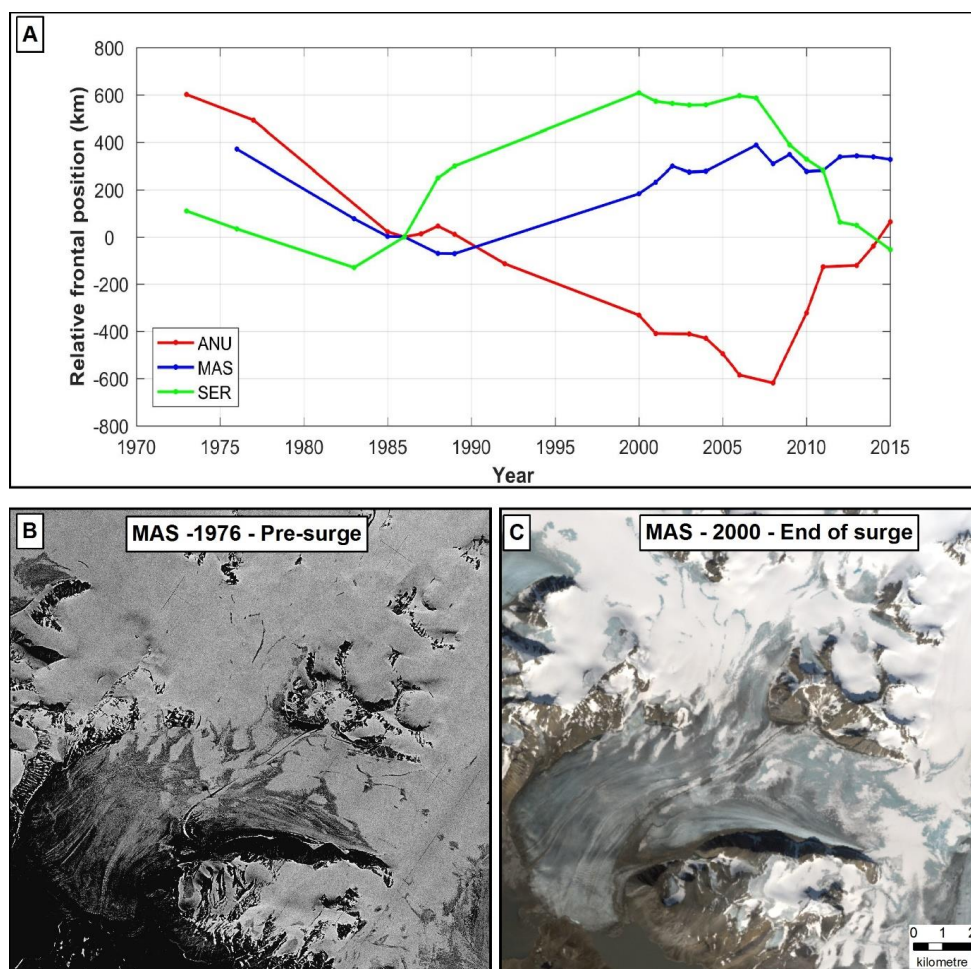 A
Relative frontal position (km)
800
600
400
200
0
-200
-400
-600
-800
ANU
MAS
SER
1970
1975
1980
1985
1990
1995
2000
2005
2010
2015
Year
B
MAS -1976 - Pre-surge
C
MAS - 2000 - End of surge
0 1 2
kilometre